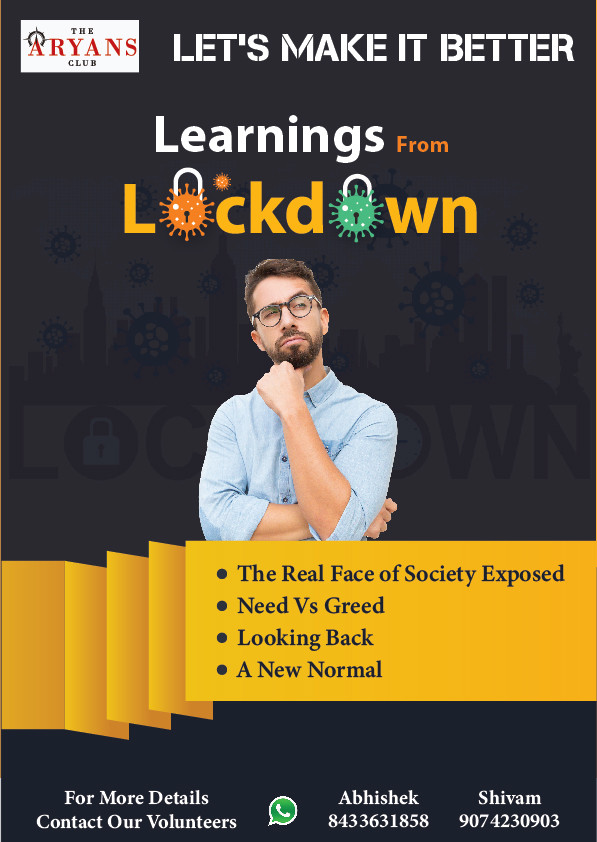 THE
ARYANS
CLUB
LET'S MAKE IT BETTER
Learnings From
Lockdown
LOCKDOWN
• The Real Face of Society Exposed
• Need Vs Greed
• Looking Back
• A New Normal
For More Details
Contact Our Volunteers
Abhishek
8433631858
Shivam
9074230903